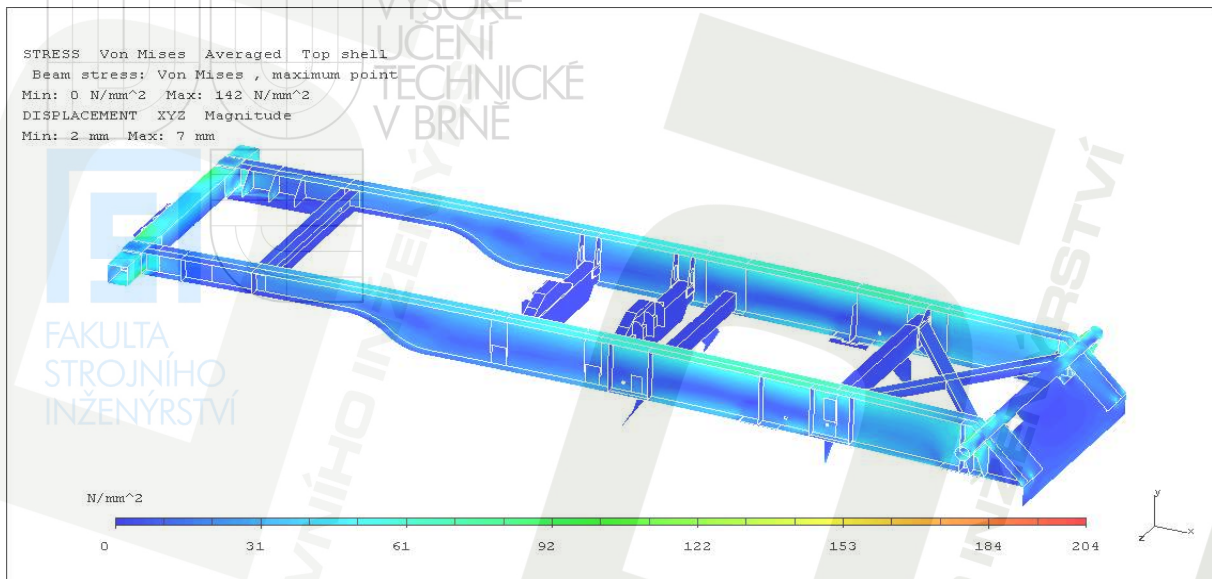 VYSOKÉ
UČENÍ
TECHNICKÉ
V BRNĚ
STRESS Von Mises Averaged Top shell
Beam stress: Von Mises , maximum point
Min: 0 N/mm^2 Max: 142 N/mm^2
DISPLACEMENT XYZ Magnitude
Min: 2 mm Max: 7 mm
FAKULTA
STROJNÍHO
INŽENÝRSTVÍ
N/mm^2
0 31 61 92 122 153 184 204
y
x
z